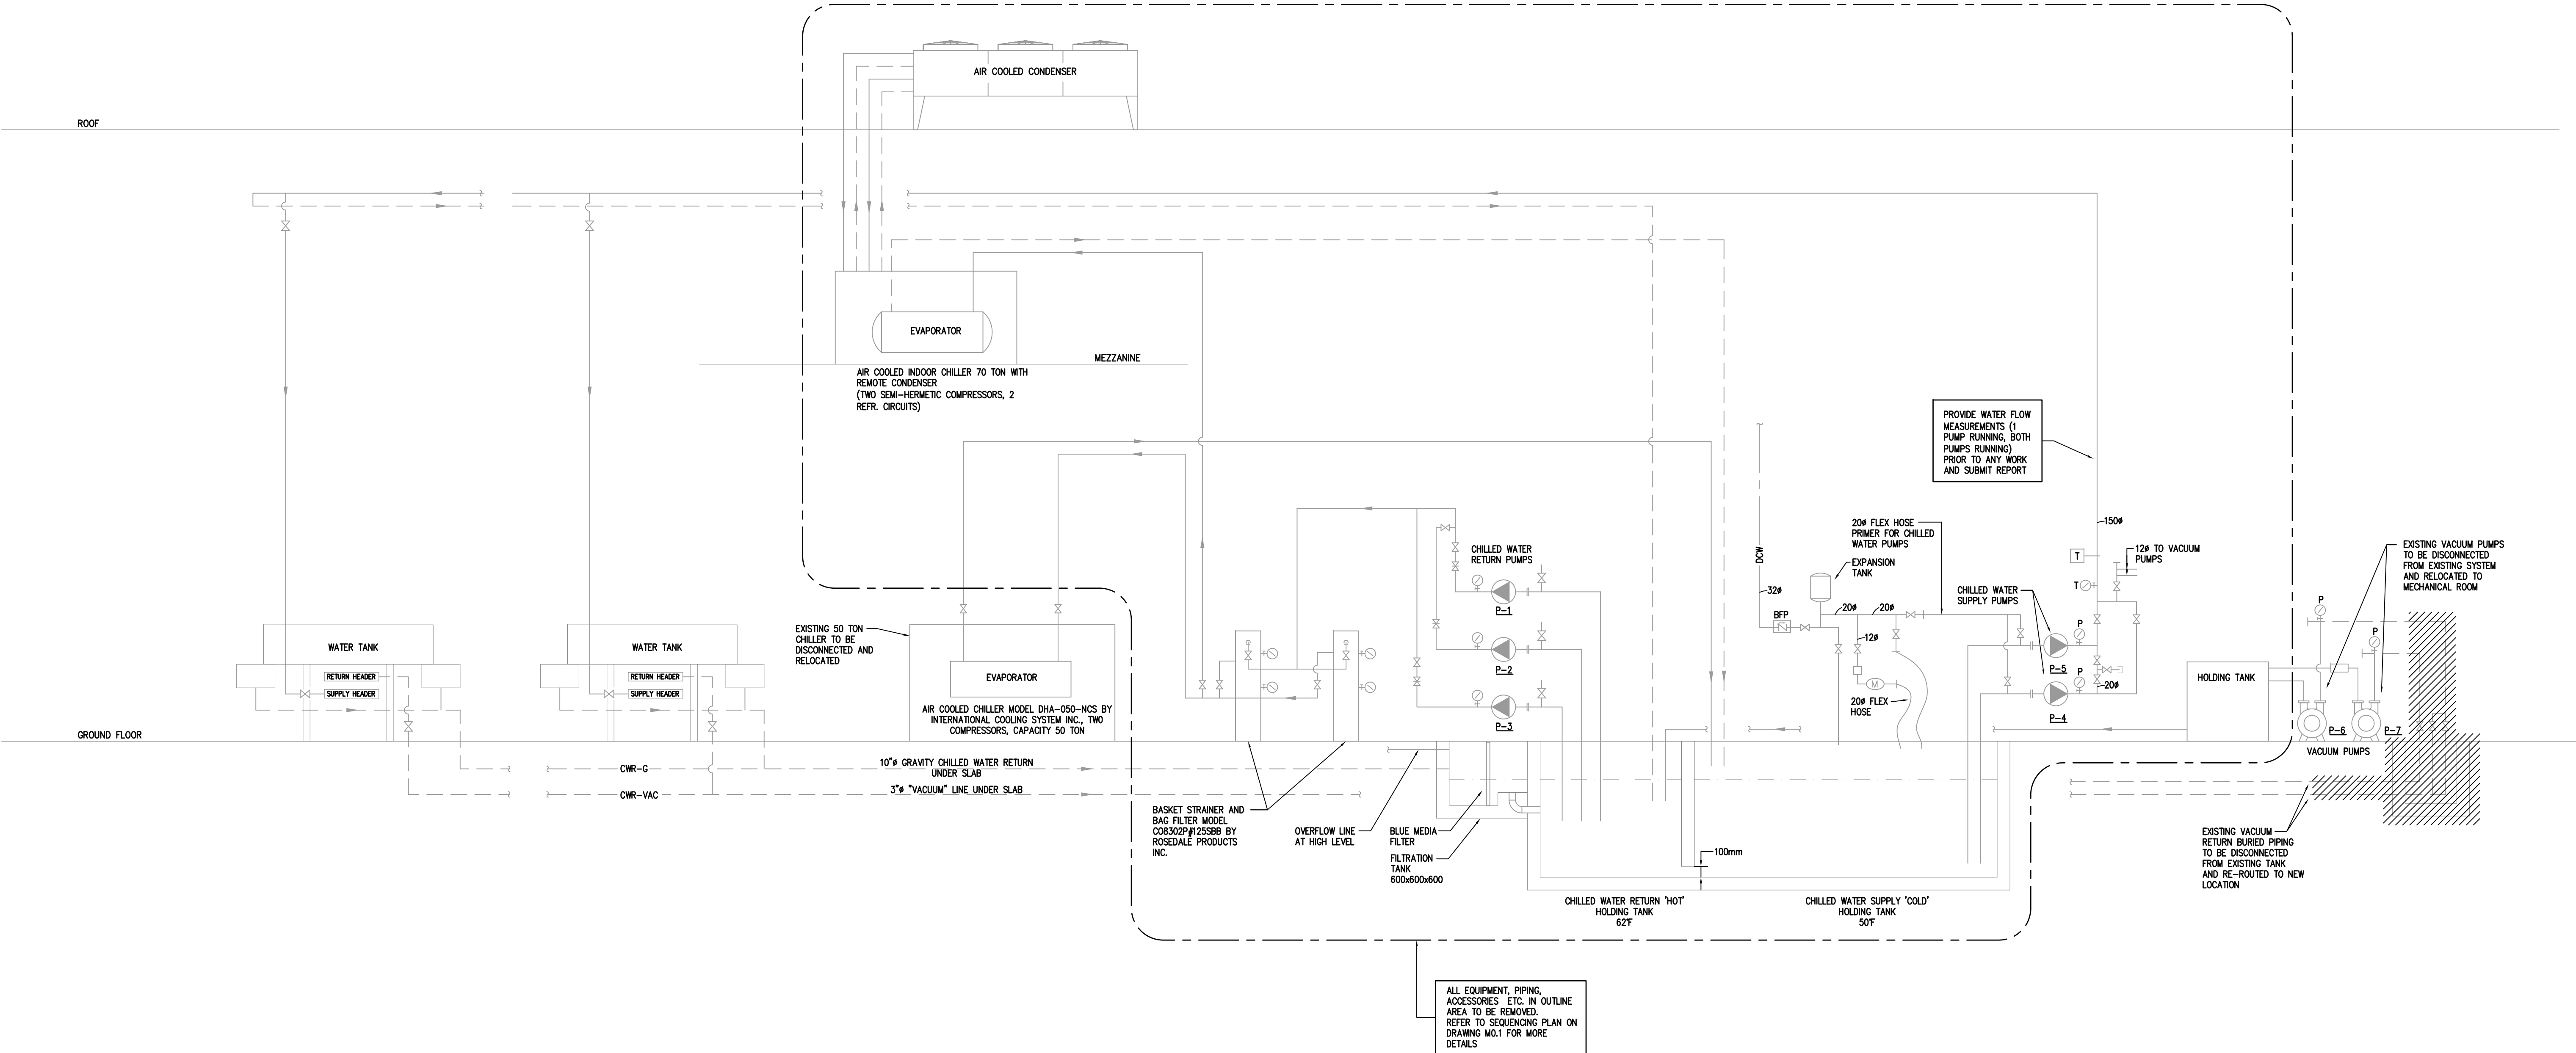 AIR COOLED CONDENSER
ROOF
EVAPORATOR
MEZZANINE
AIR COOLED INDOOR CHILLER 70 TON WITH
REMOTE CONDENSER
(TWO SEMI-HERMETIC COMPRESSORS, 2
REFR. CIRCUITS)
PROVIDE WATER FLOW
MEASUREMENTS (1
PUMP RUNNING, BOTH
PUMPS RUNNING)
PRIOR TO ANY WORK
AND SUBMIT REPORT
WATER TANK
RETURN HEADER
SUPPLY HEADER
WATER TANK
RETURN HEADER
SUPPLY HEADER
EXISTING 50 TON
CHILLER TO BE
DISCONNECTED AND
RELOCATED
EVAPORATOR
AIR COOLED CHILLER MODEL DHA-050-NCS BY
INTERNATIONAL COOLING SYSTEM INC., TWO
COMPRESSORS, CAPACITY 50 TON
CHILLED WATER
RETURN PUMPS
P-1
P-2
P-3
DCW
32ø
BFP
EXPANSION
TANK
20ø
20ø
12ø
M
20ø FLEX
HOSE
20ø FLEX HOSE
PRIMER FOR CHILLED
WATER PUMPS
CHILLED WATER
SUPPLY PUMPS
150ø
T
T
12ø TO VACUUM
PUMPS
P
P-5
P
20ø
P-4
HOLDING TANK
P
P
P-6
P-7
VACUUM PUMPS
EXISTING VACUUM PUMPS
TO BE DISCONNECTED
FROM EXISTING SYSTEM
AND RELOCATED TO
MECHANICAL ROOM
GROUND FLOOR
CWR-G
10"ø GRAVITY CHILLED WATER RETURN
UNDER SLAB
CWR-VAC
3"ø "VACUUM" LINE UNDER SLAB
BASKET STRAINER AND
BAG FILTER MODEL
CO8302P#125SBB BY
ROSEDALE PRODUCTS
INC.
OVERFLOW LINE
AT HIGH LEVEL
BLUE MEDIA
FILTER
FILTRATION
TANK
600x600x600
100mm
CHILLED WATER RETURN 'HOT'
HOLDING TANK
62°F
CHILLED WATER SUPPLY 'COLD'
HOLDING TANK
50°F
EXISTING VACUUM
RETURN BURIED PIPING
TO BE DISCONNECTED
FROM EXISTING TANK
AND RE-ROUTED TO NEW
LOCATION
ALL EQUIPMENT, PIPING,
ACCESSORIES ETC. IN OUTLINE
AREA TO BE REMOVED.
REFER TO SEQUENCING PLAN ON
DRAWING M0.1 FOR MORE
DETAILS